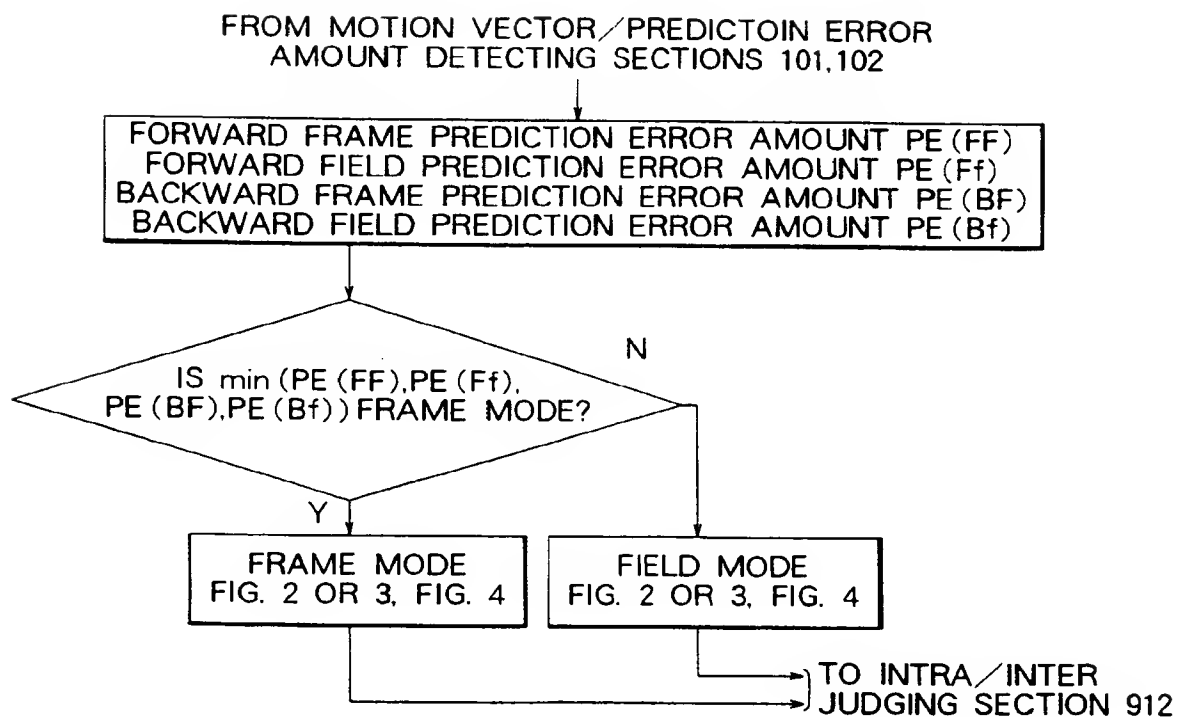 FROM MOTION VECTOR/PREDICTOIN ERROR
AMOUNT DETECTING SECTIONS 101,102
FORWARD FRAME PREDICTION ERROR AMOUNT PE(FF)
FORWARD FIELD PREDICTION ERROR AMOUNT PE(Ff)
BACKWARD FRAME PREDICTION ERROR AMOUNT PE(BF)
BACKWARD FIELD PREDICTION ERROR AMOUNT PE(Bf)
N
IS min(PE(FF),PE(Ff),
PE(BF),PE(Bf))FRAME MODE?
Y
FRAME MODE
FIG. 2 OR 3, FIG. 4
FIELD MODE
FIG. 2 OR 3, FIG. 4
TO INTRA/INTER
JUDGING SECTION 912